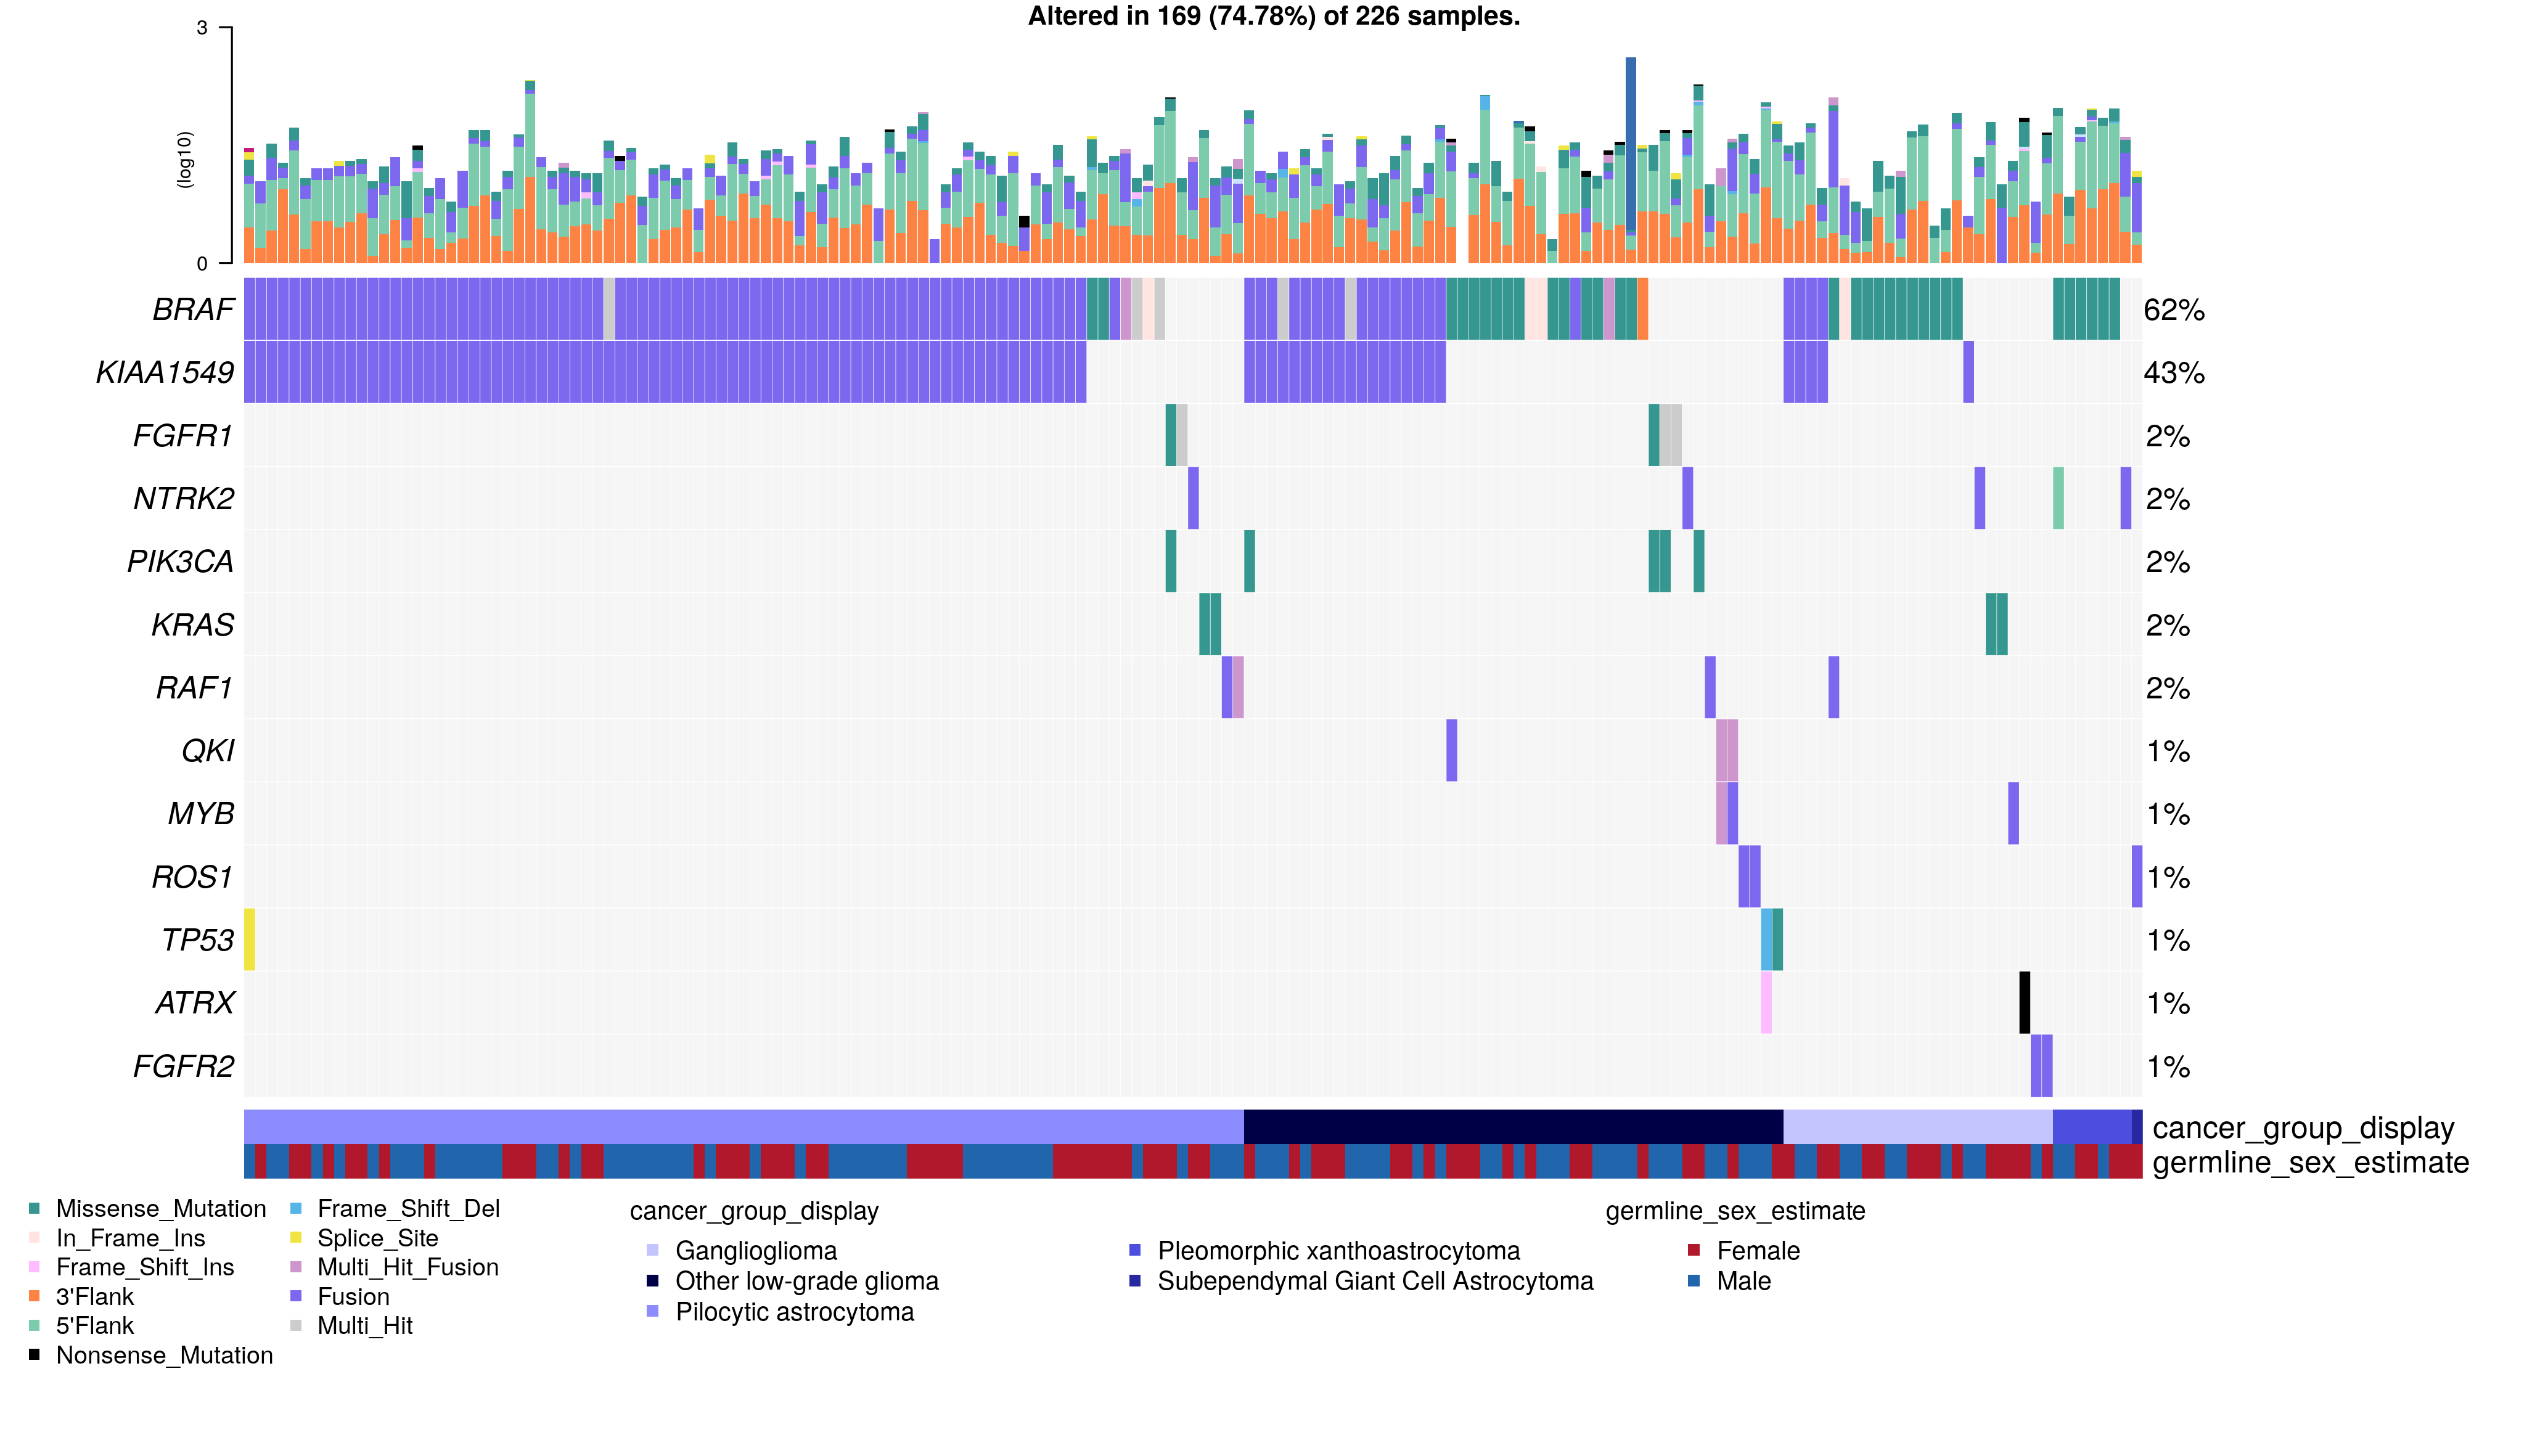 Altered in 169 (74.78%) of 226 samples.
3
(log10)
0
BRAF 62%
KIAA1549 43%
FGFR1 2%
NTRK2 2%
PIK3CA 2%
KRAS 2%
RAF1 2%
QKI 1%
MYB 1%
ROS1 1%
TP53 1%
ATRX 1%
FGFR2 1%
cancer_group_display
germline_sex_estimate
Missense_Mutation
In_Frame_Ins
Frame_Shift_Ins
3'Flank
5'Flank
Nonsense_Mutation
Frame_Shift_Del
Splice_Site
Multi_Hit_Fusion
Fusion
Multi_Hit
cancer_group_display
Ganglioglioma
Other low-grade glioma
Pilocytic astrocytoma
Pleomorphic xanthoastrocytoma
Subependymal Giant Cell Astrocytoma
germline_sex_estimate
Female
Male